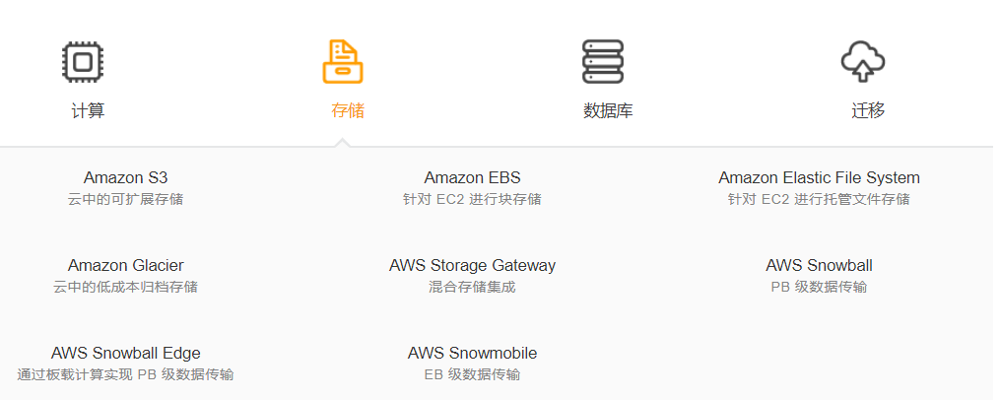 计算
存储
数据库
迁移
Amazon S3
云中的可扩展存储
Amazon EBS
针对 EC2 进行块存储
Amazon Elastic File System
针对 EC2 进行托管文件存储
Amazon Glacier
云中的低成本归档存储
AWS Storage Gateway
混合存储集成
AWS Snowball
PB 级数据传输
AWS Snowball Edge
通过板载计算实现 PB 级数据传输
AWS Snowmobile
EB 级数据传输